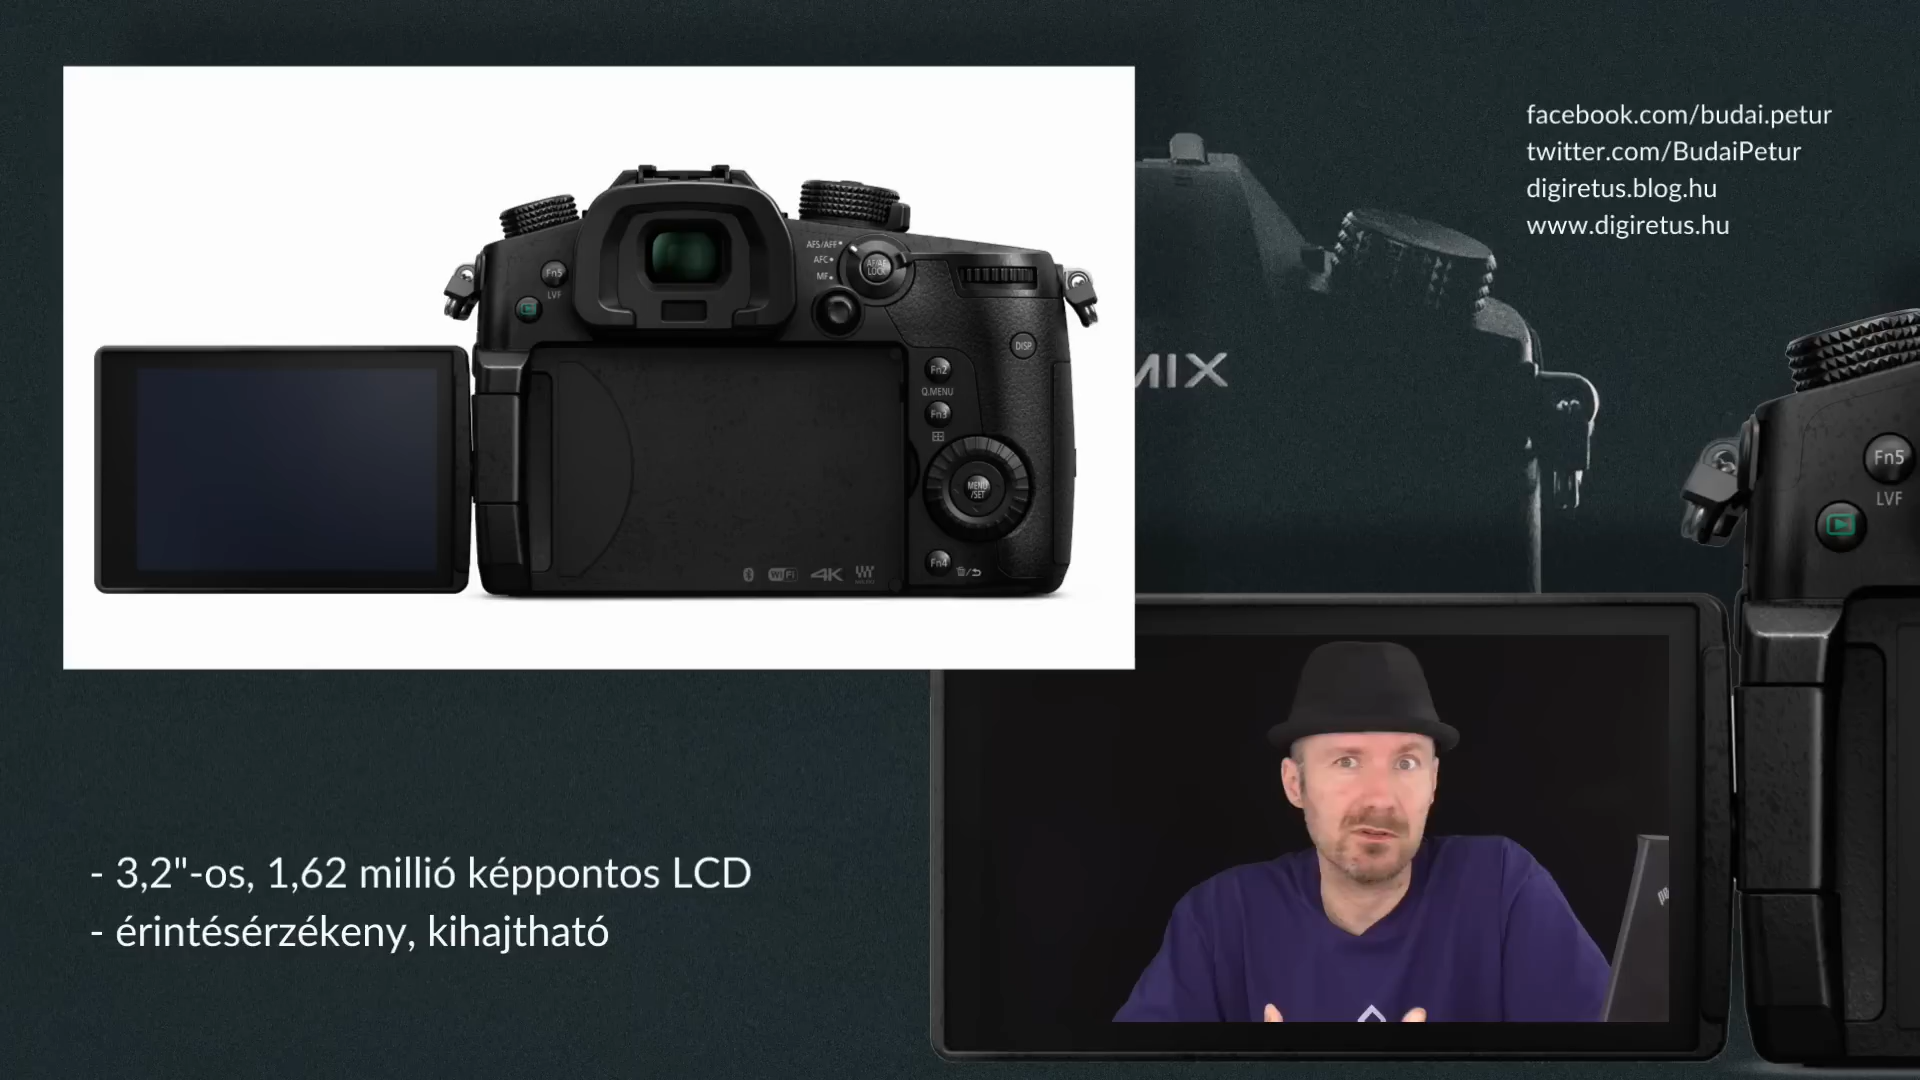 facebook.com/budai.petur
twitter.com/BudaiPetur
digiretus.blog.hu
www.digiretus.hu
AFS/AFF
AFC
MF
AF/AE
LOCK
Fn5
LVF
DISP.
Fn2
Q.MENU
Fn3
MENU
/SET
Fn4
WiFi
4K
MIX
Fn5
LVF
- 3,2"-os, 1,62 millió képpontos LCD
- érintésérzékeny, kihajtható